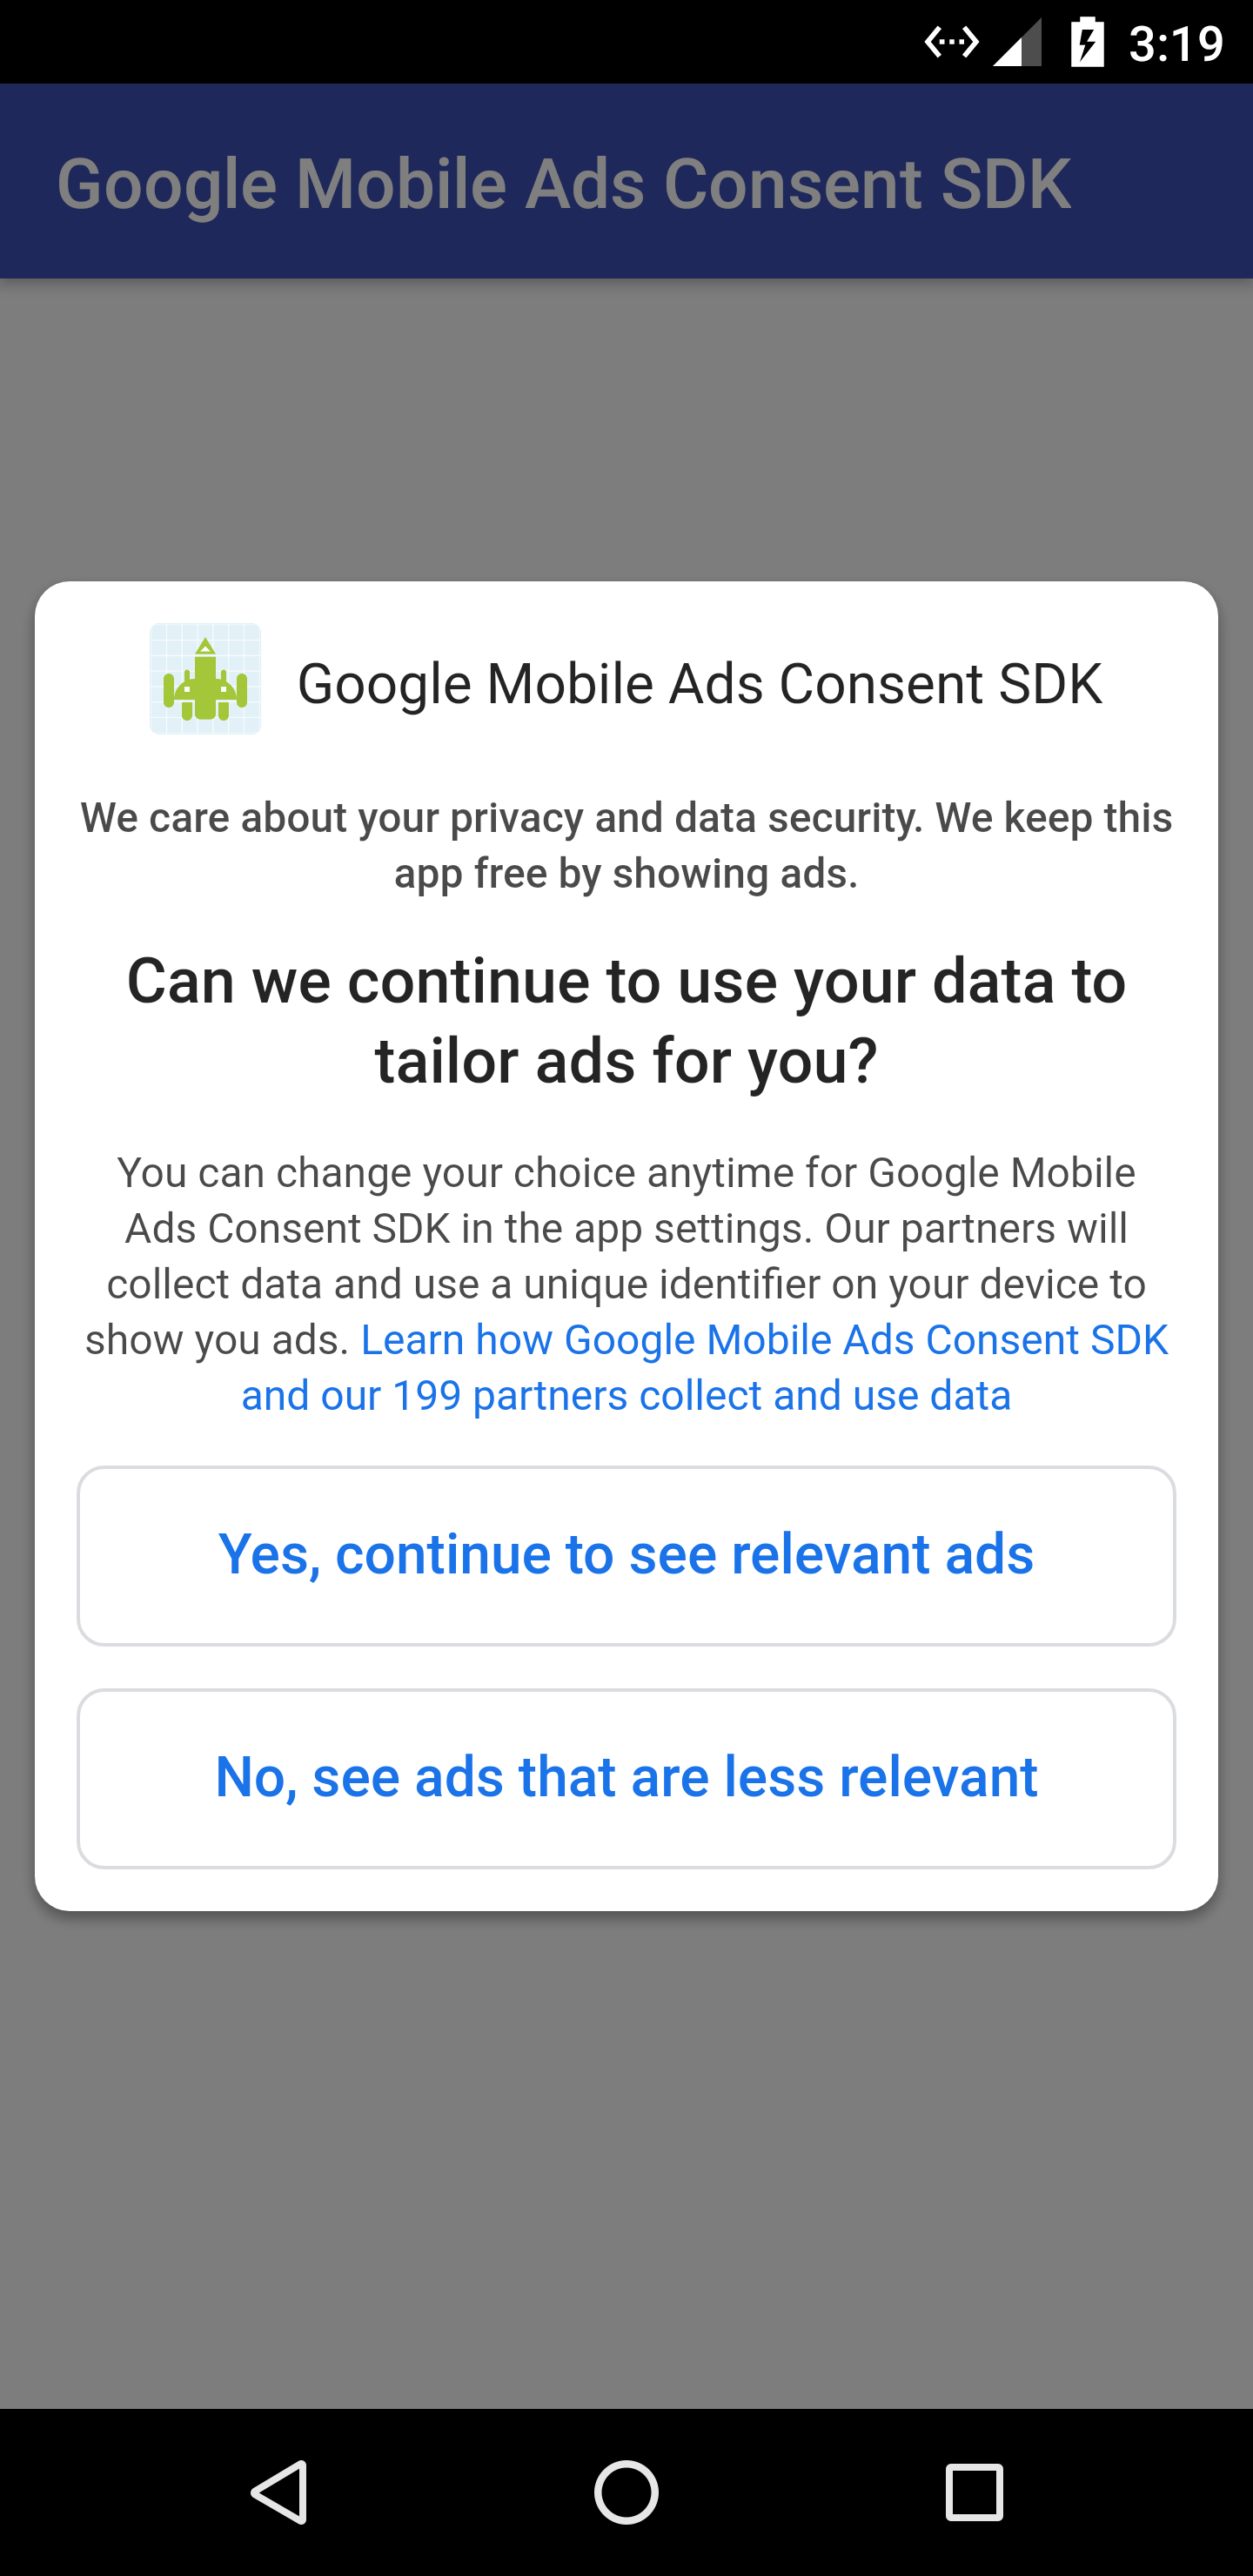 3:19
Google Mobile Ads Consent SDK
Google Mobile Ads Consent SDK
We care about your privacy and data security. We keep this
app free by showing ads.
Can we continue to use your data to
tailor ads for you?
You can change your choice anytime for Google Mobile
Ads Consent SDK in the app settings. Our partners will
collect data and use a unique identifier on your device to
show you ads. Learn how Google Mobile Ads Consent SDK
and our 199 partners collect and use data
Yes, continue to see relevant ads
No, see ads that are less relevant